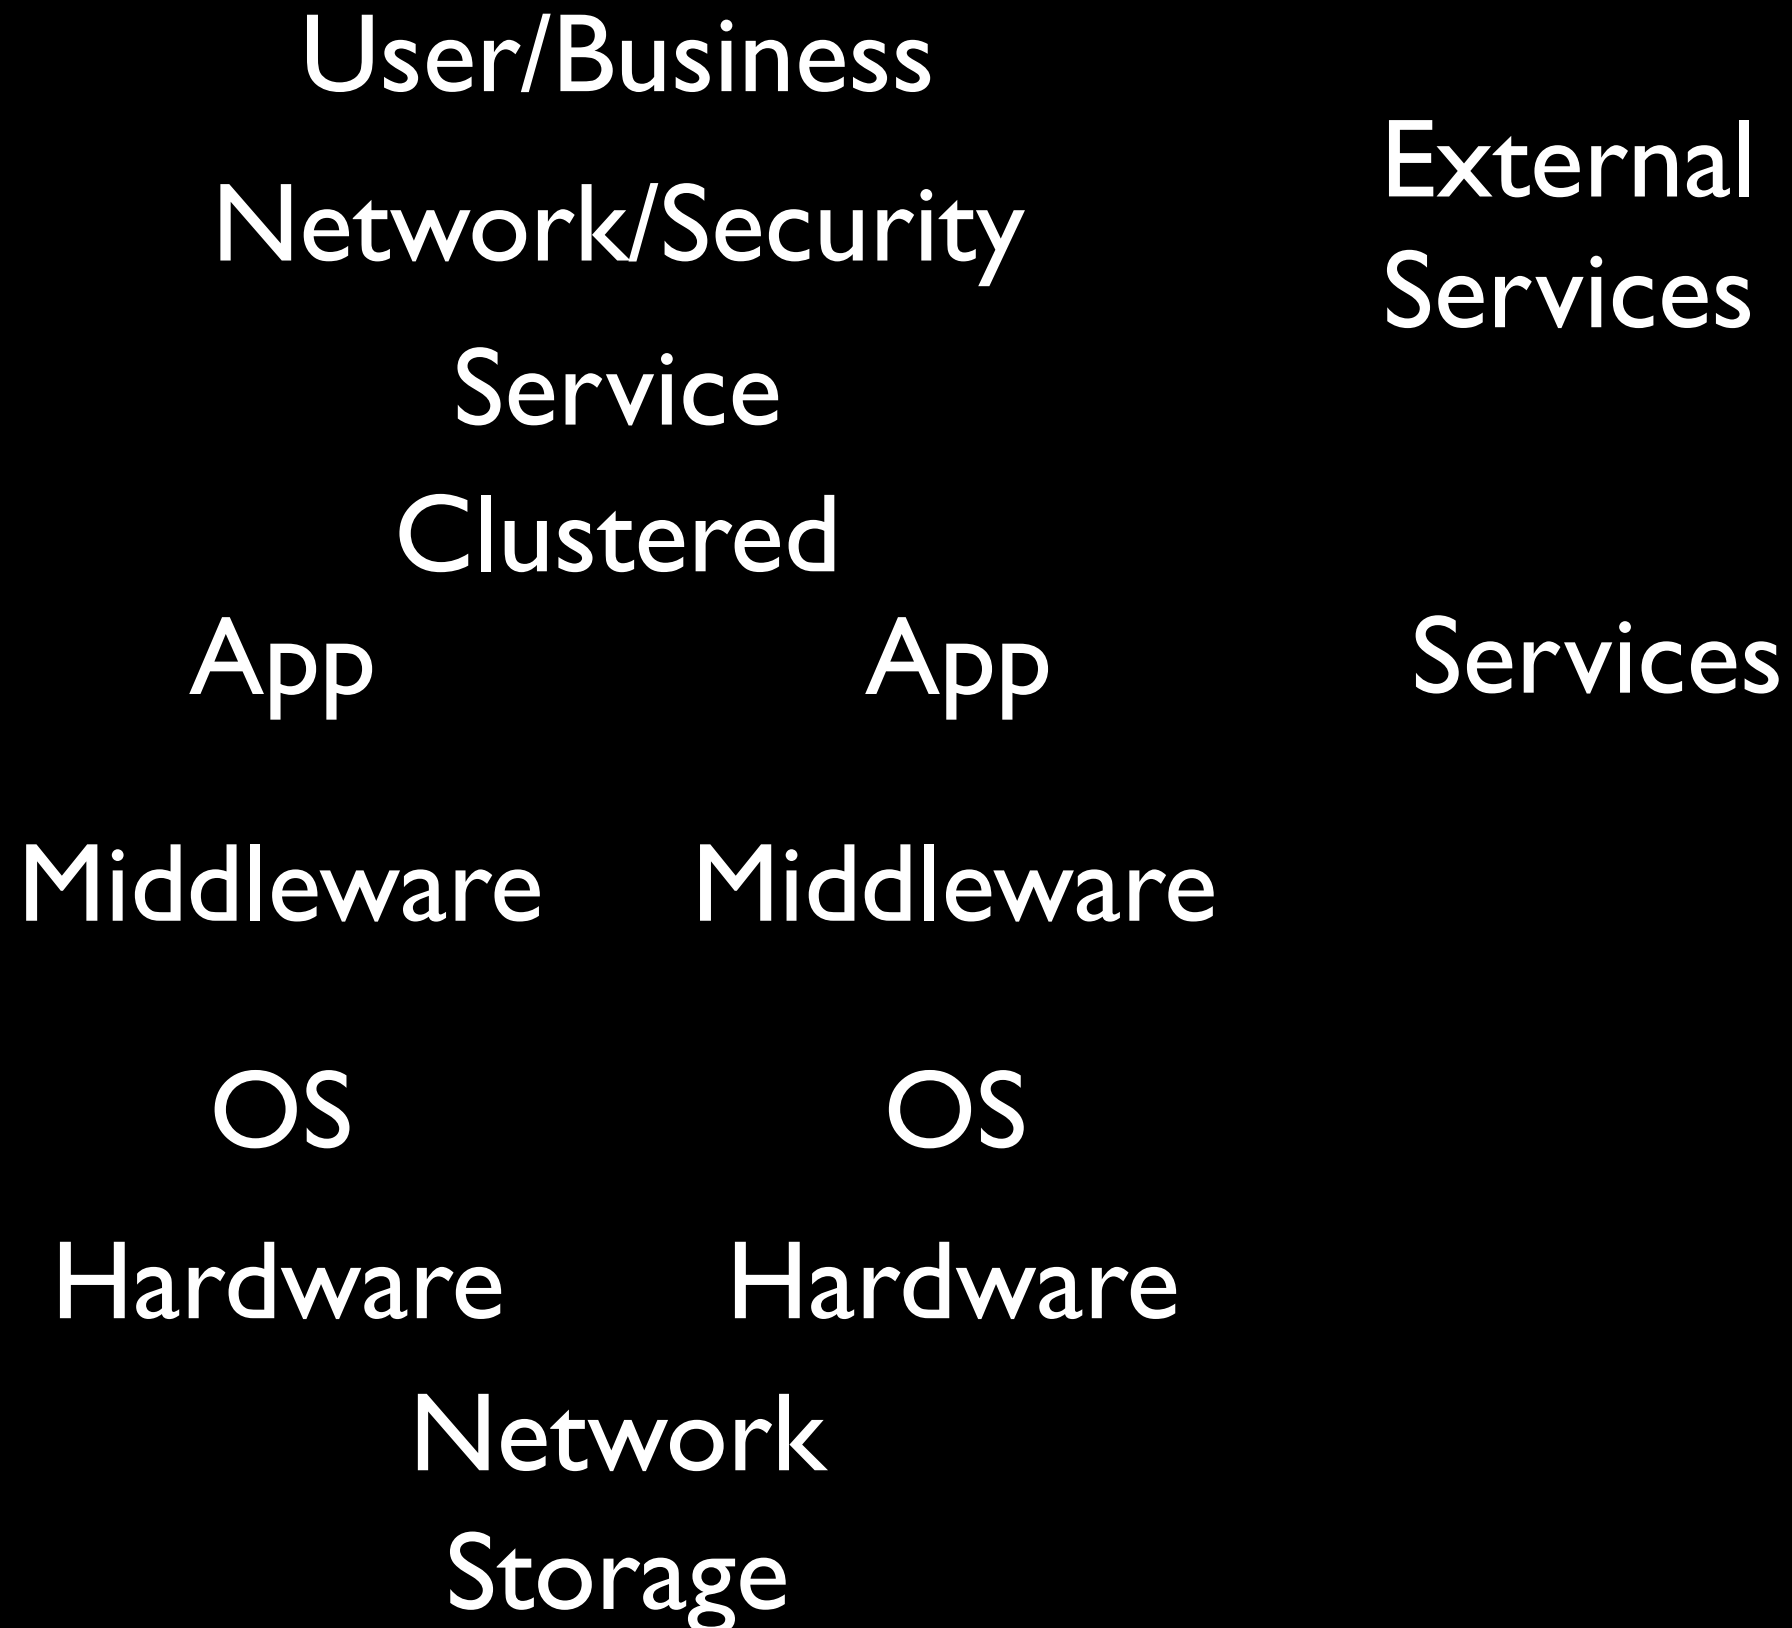 User/Business
External
Network/Security
Services
Service
Clustered
App App Services
Middleware Middleware
OS OS
Hardware Hardware
Network
Storage